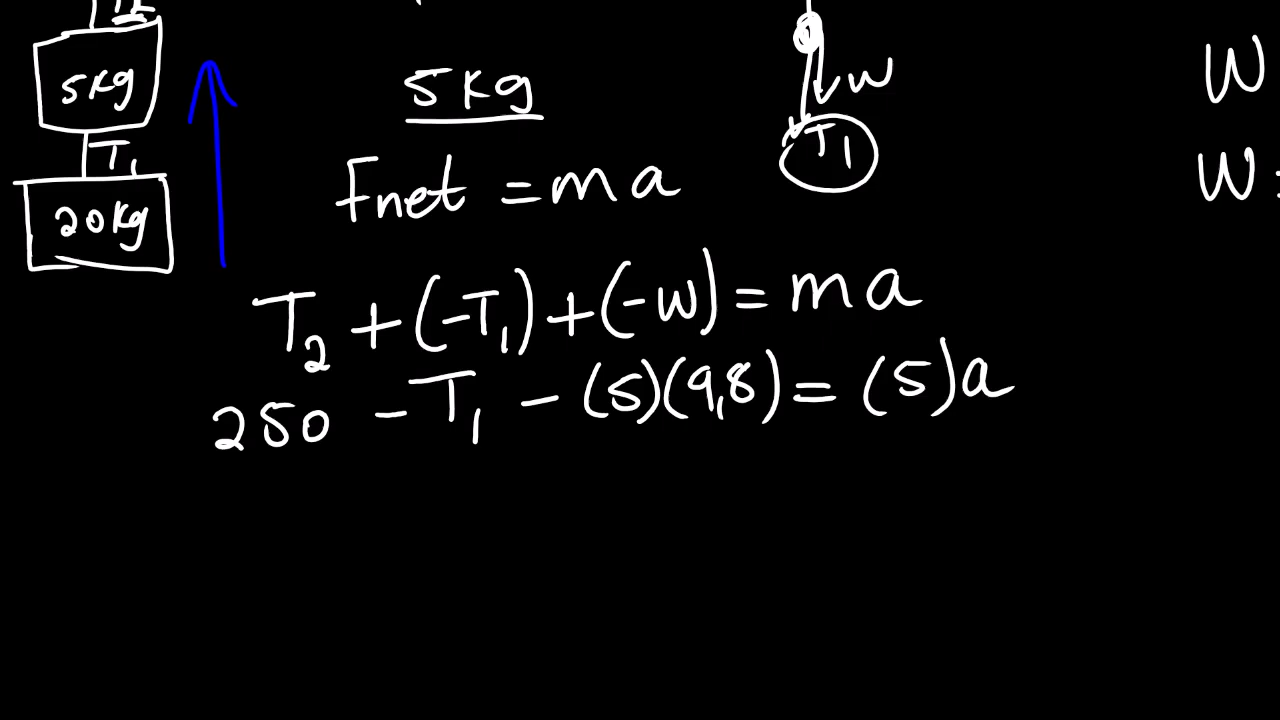 5kg
T1
20kg
5kg
Fnet = ma
T2 + (-T1) + (-w) = ma
250 - T1 - (5)(9,8) = (5)a
w
T1
W
W =